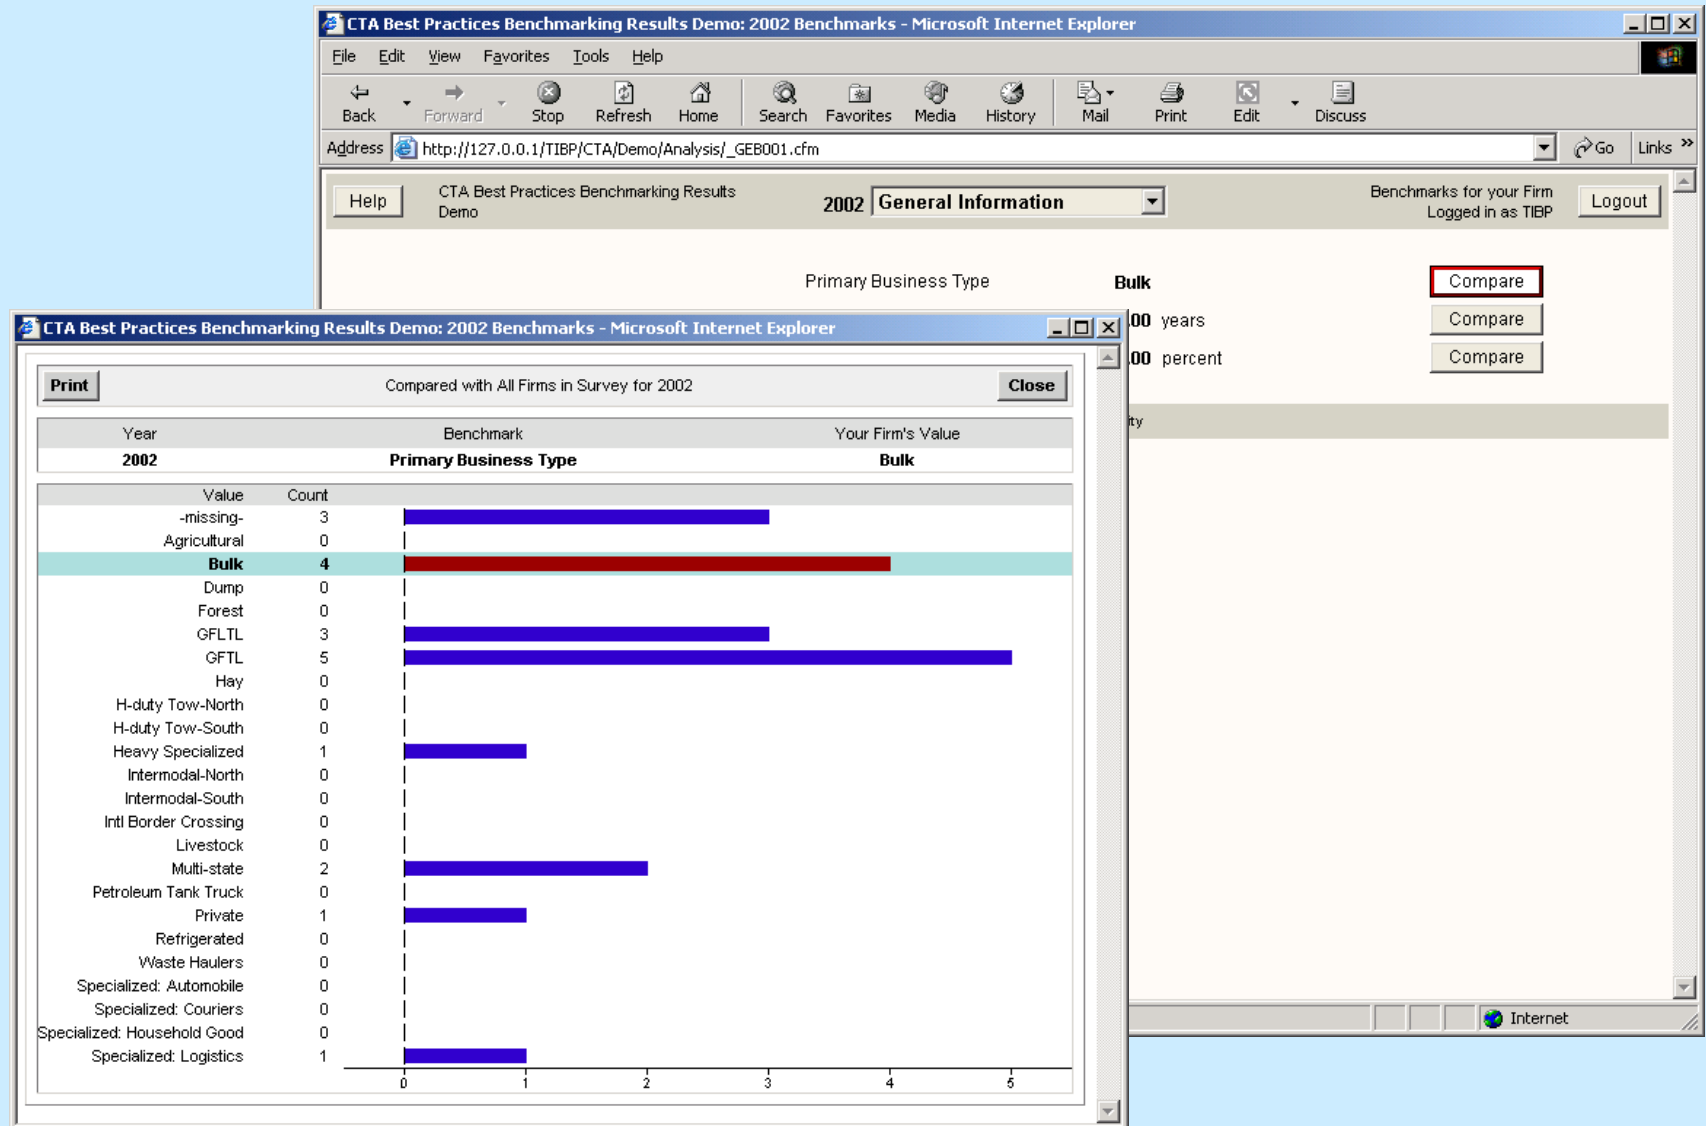 CTA Best Practices Benchmarking Results Demo: 2002 Benchmarks - Microsoft Internet Explorer
File Edit View Favorites Tools Help
Back Forward Stop Refresh Home Search Favorites Media History Mail Print Edit Discuss
Address http://127.0.0.1/TIBP/CTA/Demo/Analysis/_GEB001.cfm Go Links »
Help CTA Best Practices Benchmarking Results Demo 2002 General Information Benchmarks for your Firm Logged in as TIBP Logout
Primary Business Type Bulk Compare
.00 years Compare
.00 percent Compare
Internet
CTA Best Practices Benchmarking Results Demo: 2002 Benchmarks - Microsoft Internet Explorer
Print Compared with All Firms in Survey for 2002 Close
Year Benchmark Your Firm's Value
2002 Primary Business Type Bulk
Value Count
-missing- 3
Agricultural 0
Bulk 4
Dump 0
Forest 0
GFLTL 3
GFTL 5
Hay 0
H-duty Tow-North 0
H-duty Tow-South 0
Heavy Specialized 1
Intermodal-North 0
Intermodal-South 0
Intl Border Crossing 0
Livestock 0
Multi-state 2
Petroleum Tank Truck 0
Private 1
Refrigerated 0
Waste Haulers 0
Specialized: Automobile 0
Specialized: Couriers 0
Specialized: Household Good 0
Specialized: Logistics 1
0 1 2 3 4 5